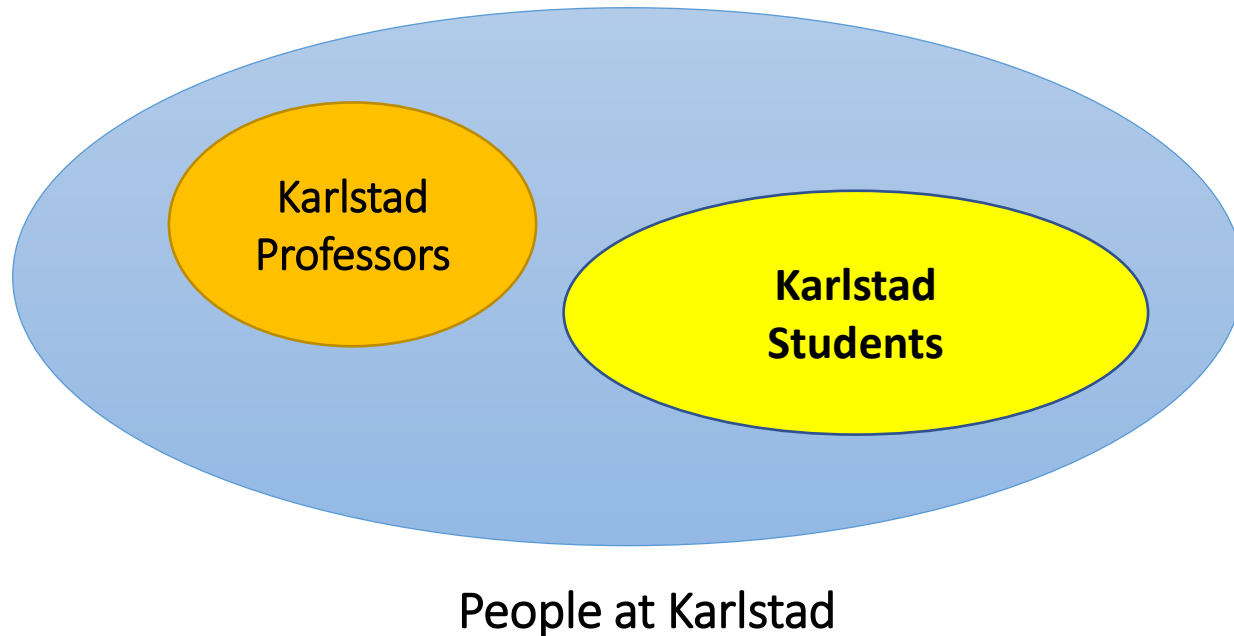 Karlstad
Professors
Karlstad
Students
People at Karlstad